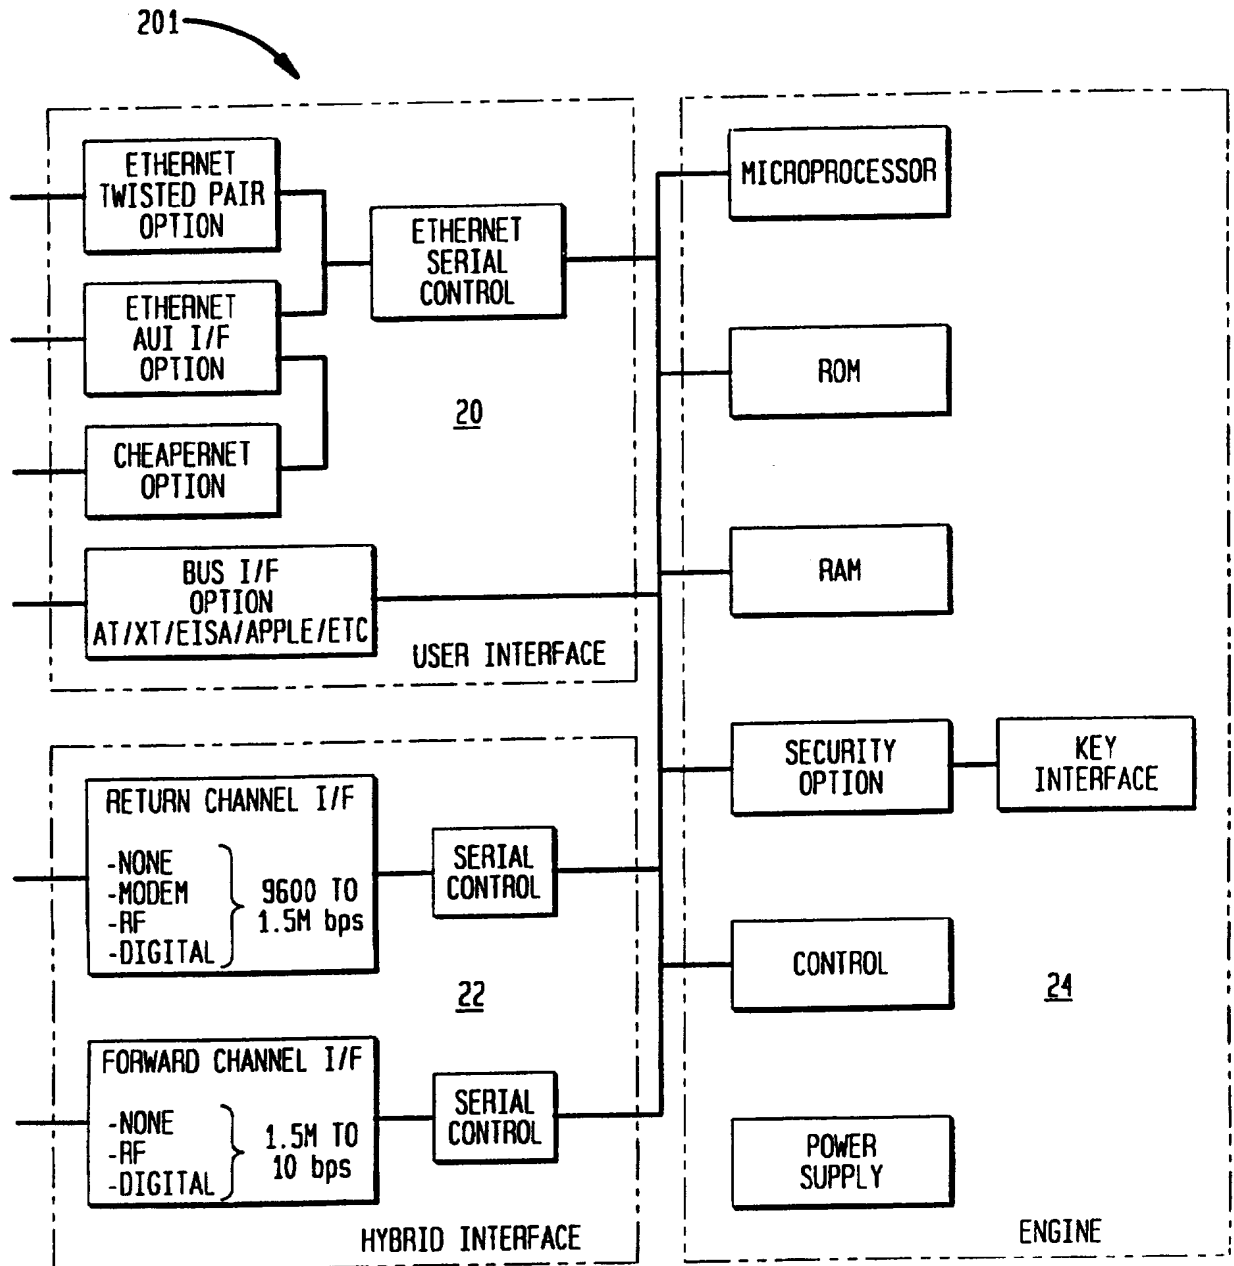 201
ETHERNET
TWISTED PAIR
OPTION
ETHERNET
SERIAL
CONTROL
ETHERNET
AUI I/F
OPTION
20
CHEAPERNET
OPTION
BUS I/F
OPTION
AT/XT/EISA/APPLE/ETC
USER INTERFACE
RETURN CHANNEL I/F
-NONE
-MODEM
-RF
-DIGITAL
9600 TO
1.5M bps
SERIAL
CONTROL
22
FORWARD CHANNEL I/F
-NONE
-RF
-DIGITAL
1.5M TO
10 bps
SERIAL
CONTROL
HYBRID INTERFACE
MICROPROCESSOR
ROM
RAM
SECURITY
OPTION
KEY
INTERFACE
CONTROL
24
POWER
SUPPLY
ENGINE